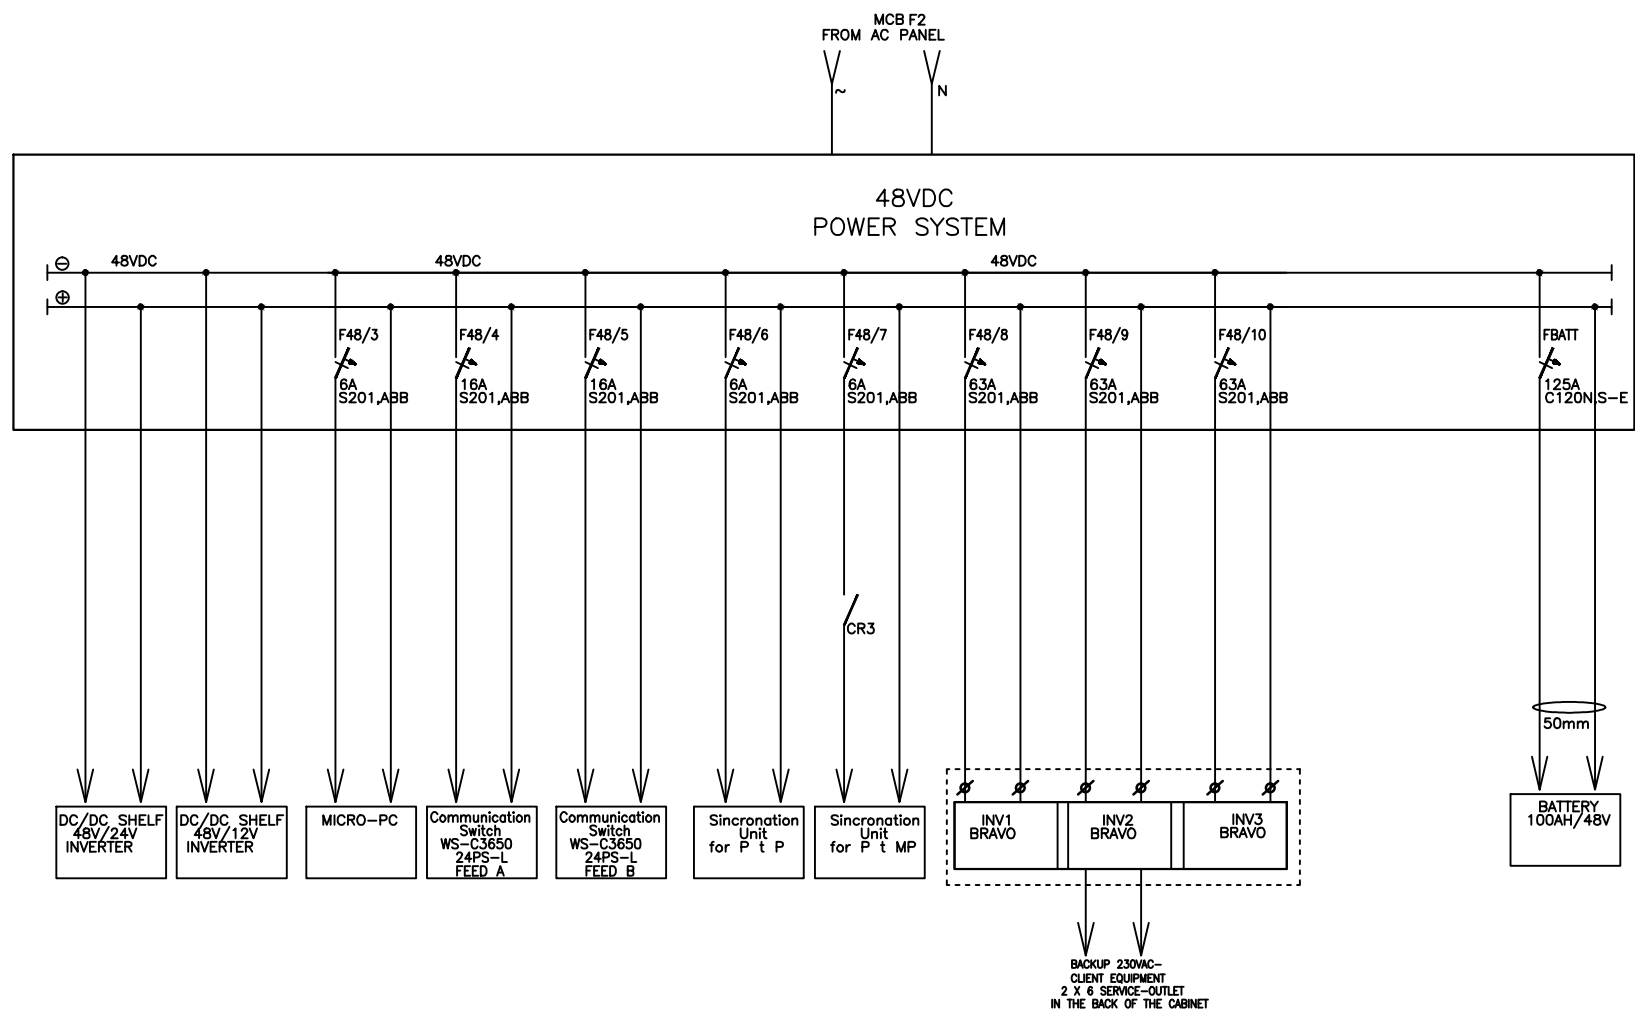 MCB F2
FROM AC PANEL
~ N
48VDC
POWER SYSTEM
48VDC 48VDC 48VDC
F48/3 F48/4 F48/5 F48/6 F48/7 F48/8 F48/9 F48/10 FBATT
6A 16A 16A 6A 6A 63A 63A 63A 125A
S201,ABB S201,ABB S201,ABB S201,ABB S201,ABB S201,ABB S201,ABB S201,ABB C120N,S-E
CR3
50mm
DC/DC SHELF
48V/24V
INVERTER
DC/DC SHELF
48V/12V
INVERTER
MICRO-PC
Communication
Switch
WS-C3650
24PS-L
FEED A
Communication
Switch
WS-C3650
24PS-L
FEED B
Sincronation
Unit
for P t P
Sincronation
Unit
for P t MP
INV1
BRAVO
INV2
BRAVO
INV3
BRAVO
BATTERY
100AH/48V
BACKUP 230VAC-
CLIENT EQUIPMENT
2 X 6 SERVICE-OUTLET
IN THE BACK OF THE CABINET